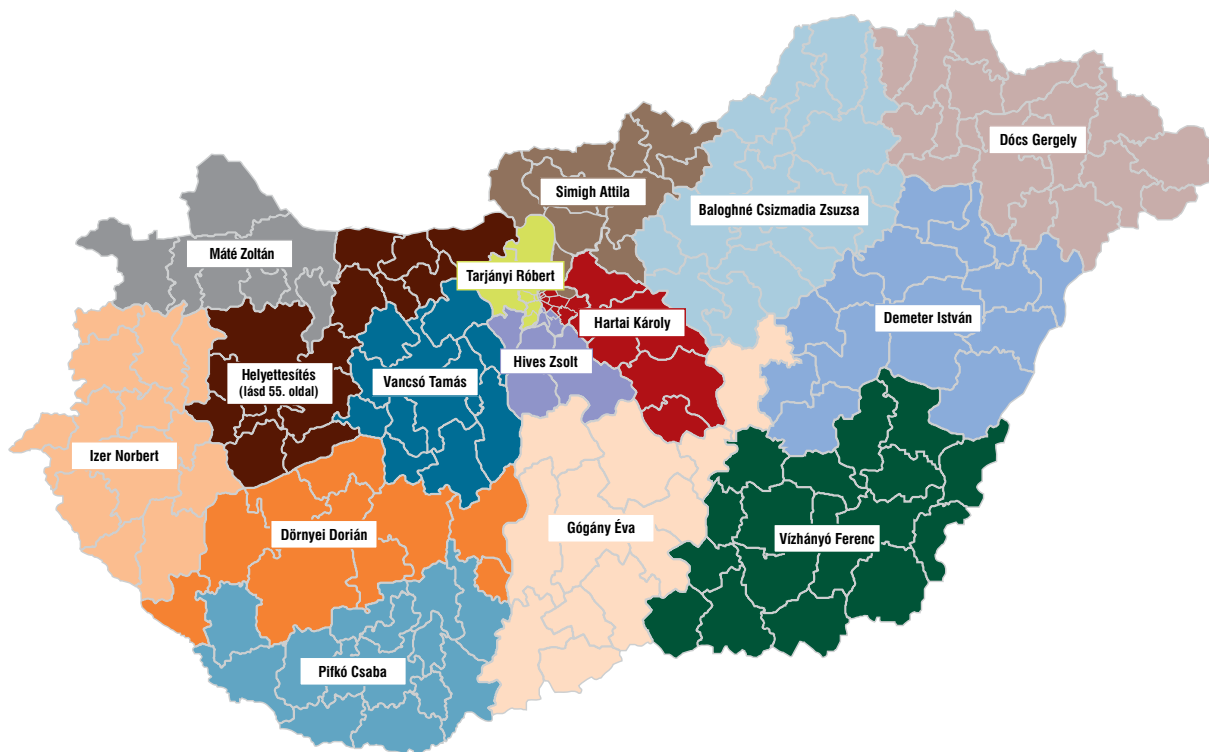 Dócs Gergely
Simigh Attila
Baloghné Csizmadia Zsuzsa
Máté Zoltán
Tarjányi Róbert
Demeter István
Hartai Károly
Hives Zsolt
Helyettesítés
(lásd 55. oldal)
Vancsó Tamás
Izer Norbert
Dörnyei Dorián
Gógány Éva
Vízhányó Ferenc
Pifkó Csaba